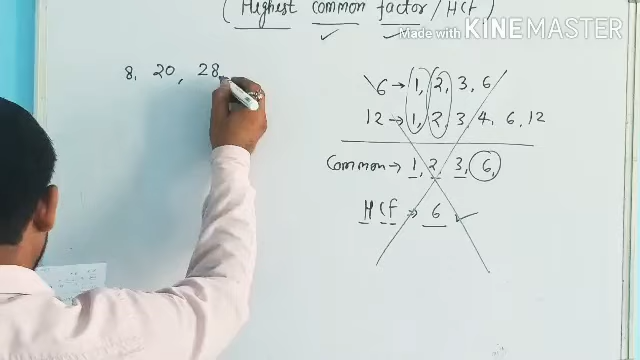 ( Highest common factor / HCF
Made with KINEMASTER
8, 20, 28,
6 → 1, 2, 3, 6
12 → 1, 2, 3, 4, 6, 12
Common → 1, 2, 3, 6,
HCF → 6 ✓